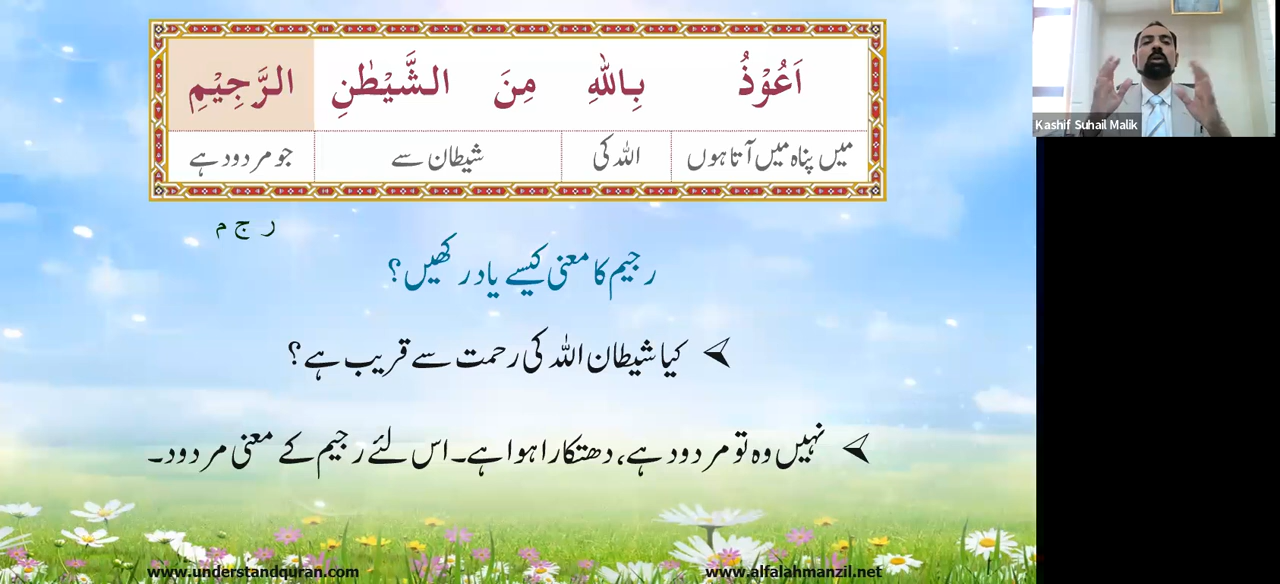 اَعُوْذُ بِاللّٰهِ مِنَ الشَّيْطٰنِ الرَّجِيْمِ
میں پناہ میں آتا ہوں اللہ کی شیطان سے جو مردود ہے
ر ج م
رجیم کا معنی کیسے یاد رکھیں؟
کیا شیطان اللہ کی رحمت سے قریب ہے؟
نہیں وہ تو مردود ہے، دھتکارا ہوا ہے۔ اس لئے رجیم کے معنی مردود۔
www.understandquran.com www.alfalahmanzil.net
Kashif Suhail Malik